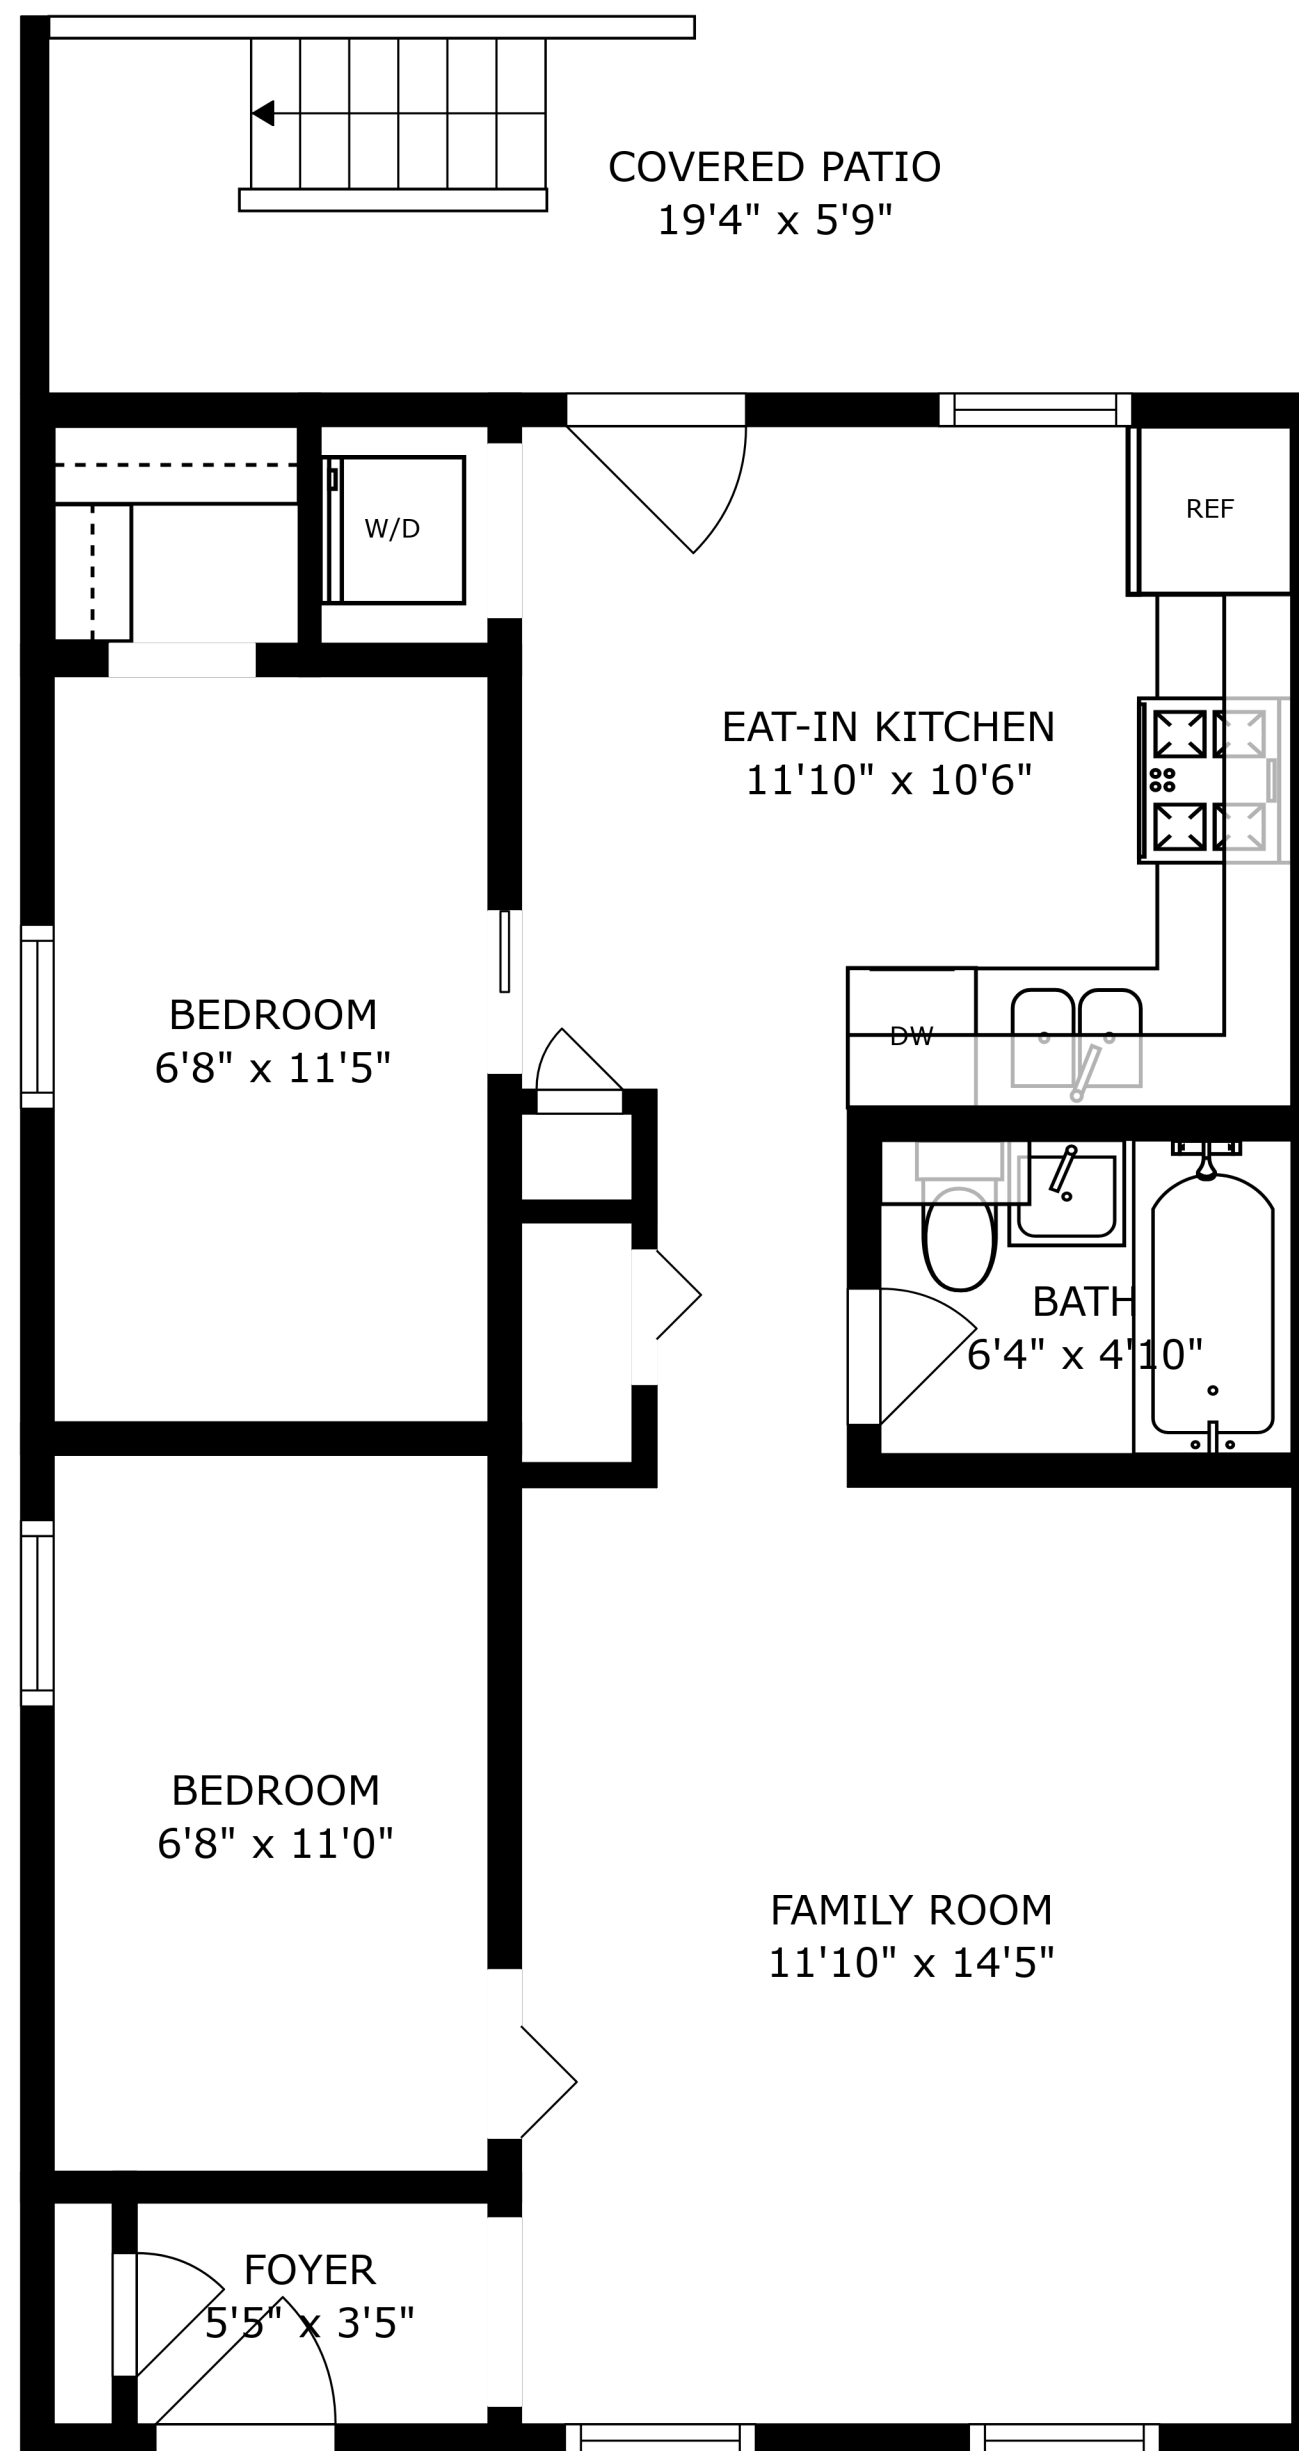 COVERED PATIO
19'4" x 5'9"
W/D
REF
EAT-IN KITCHEN
11'10" x 10'6"
BEDROOM
6'8" x 11'5"
DW
BATH
6'4" x 4'10"
BEDROOM
6'8" x 11'0"
FAMILY ROOM
11'10" x 14'5"
FOYER
5'5" x 3'5"